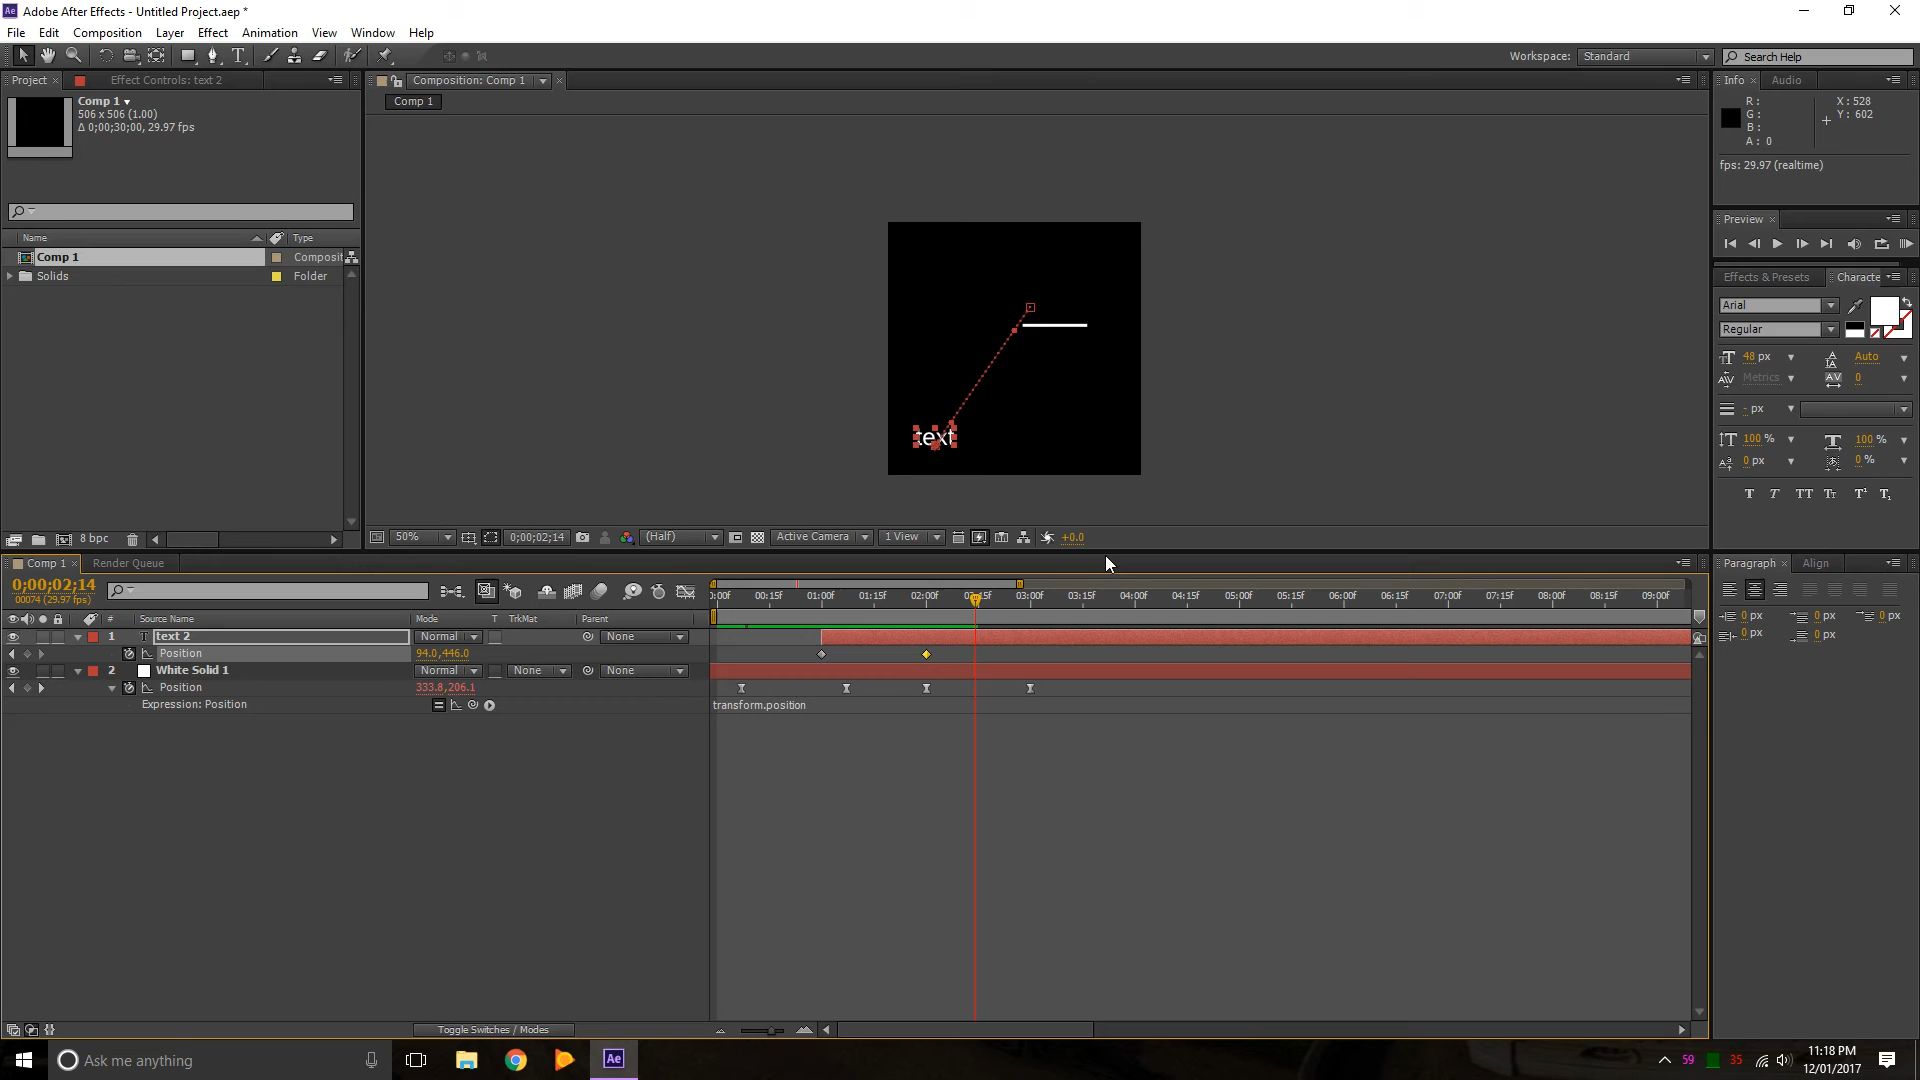 Adobe After Effects - Untitled Project.aep *
File Edit Composition Layer Effect Animation View Window Help
Workspace: Standard Search Help
Project Effect Controls: text 2
Composition: Comp 1
Info Audio
Comp 1
506 x 506 (1.00)
Δ 0;00;30;00, 29.97 fps
Comp 1
R :
G :
B :
A : 0
X : 528
Y : 602
fps: 29.97 (realtime)
Preview
Name Type
Comp 1 Composit
Solids Folder
Effects & Presets Characte
Arial
Regular
48 px Auto
Metrics 0
- px
100 % 100 %
0 px 0 %
T T TT Tt T¹ T₁
text
8 bpc
50% 0;00;02;14 (Half) Active Camera 1 View +0.0
Comp 1 Render Queue
Paragraph Align
0;00;02;14
00074 (29.97 fps)
):00f 00:15f 01:00f 01:15f 02:00f 02:15f 03:00f 03:15f 04:00f 04:15f 05:00f 05:15f 06:00f 06:15f 07:00f 07:15f 08:00f 08:15f 09:00f
0 px 0 px 0 px
0 px 0 px
# Source Name Mode T TrkMat Parent
1 T text 2 Normal None
Position 94.0,446.0
2 White Solid 1 Normal None None
Position 333.8,206.1
Expression: Position transform.position
Toggle Switches / Modes
Ask me anything
Ae
59 35
11:18 PM
12/01/2017